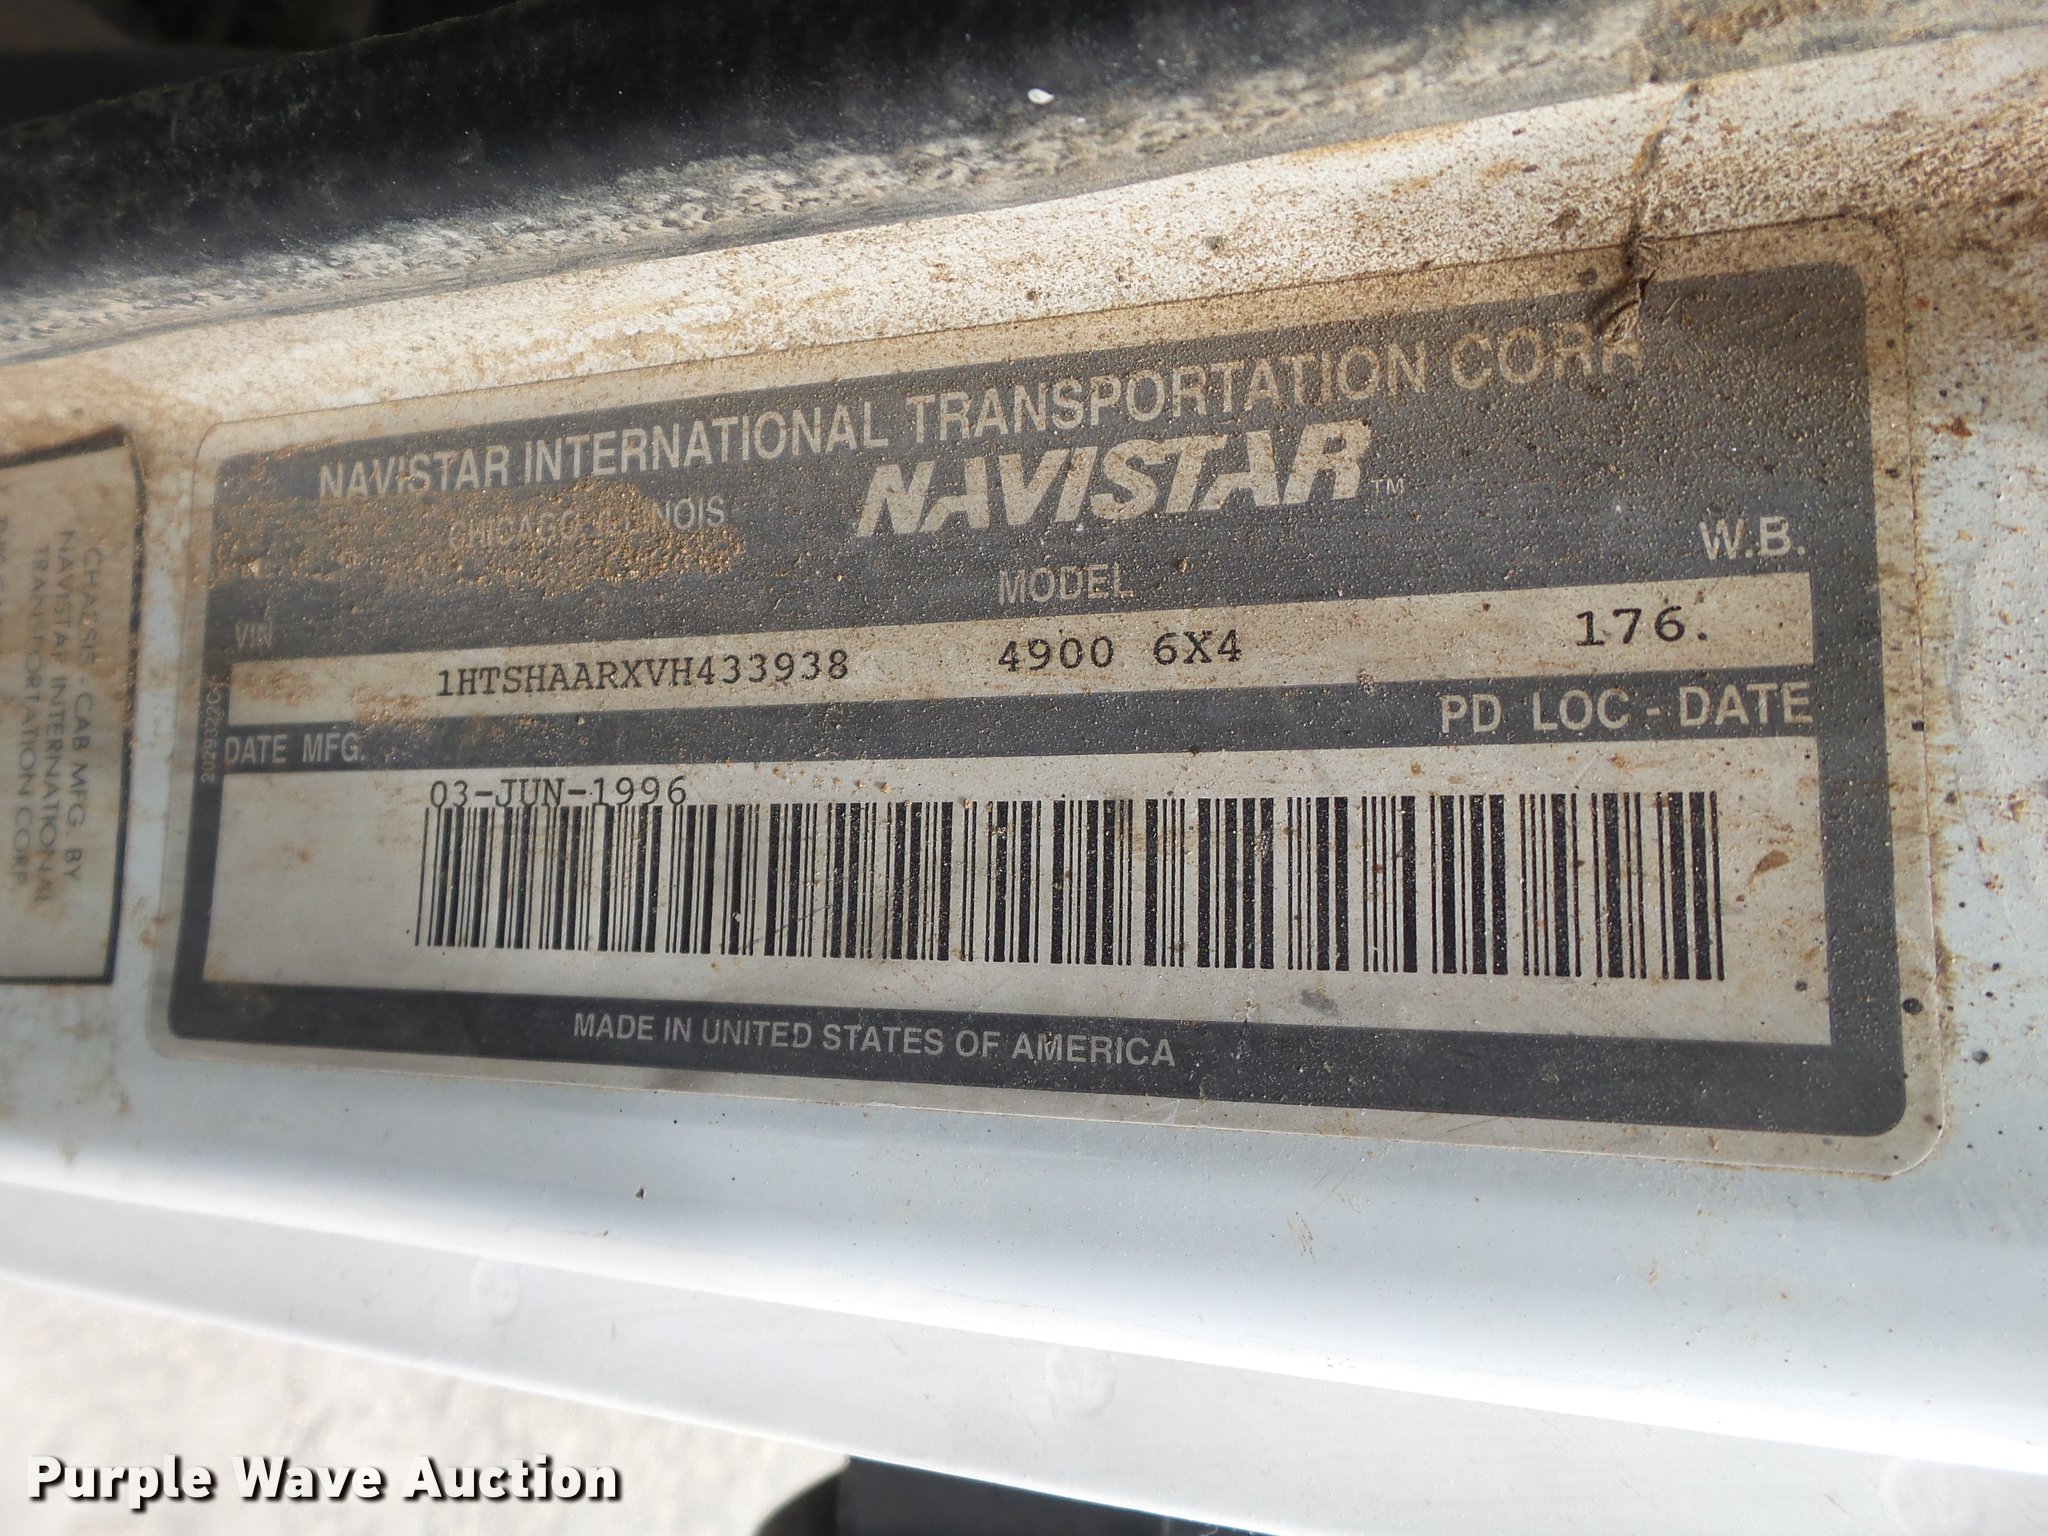 NAVISTAR INTERNATIONAL TRANSPORTATION CORP.
CHICAGO, ILLINOIS
NAVISTAR™
VIN MODEL W.B.
1HTSHAARXVH433938 4900 6X4 176.
DATE MFG. PD LOC - DATE
03-JUN-1996
MADE IN UNITED STATES OF AMERICA
CHASSIS - CAB MFG. BY
NAVISTAR INTERNATIONAL
TRANSPORTATION CORP.
Purple Wave Auction